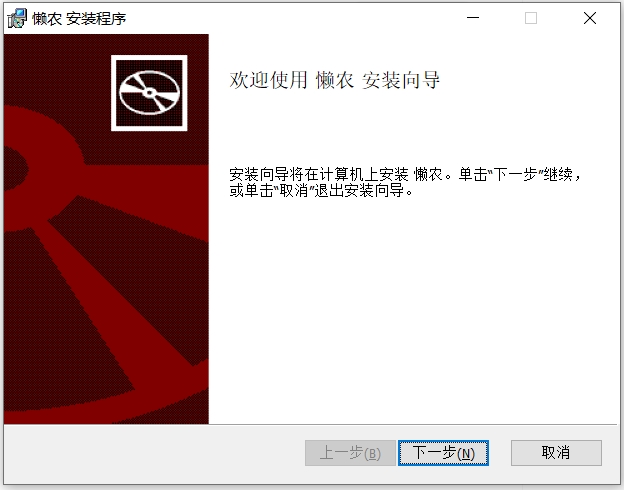 懒农 安装程序
欢迎使用 懒农 安装向导
安装向导将在计算机上安装 懒农。单击“下一步”继续，
或单击“取消”退出安装向导。
上一步(B)
下一步(N)
取消